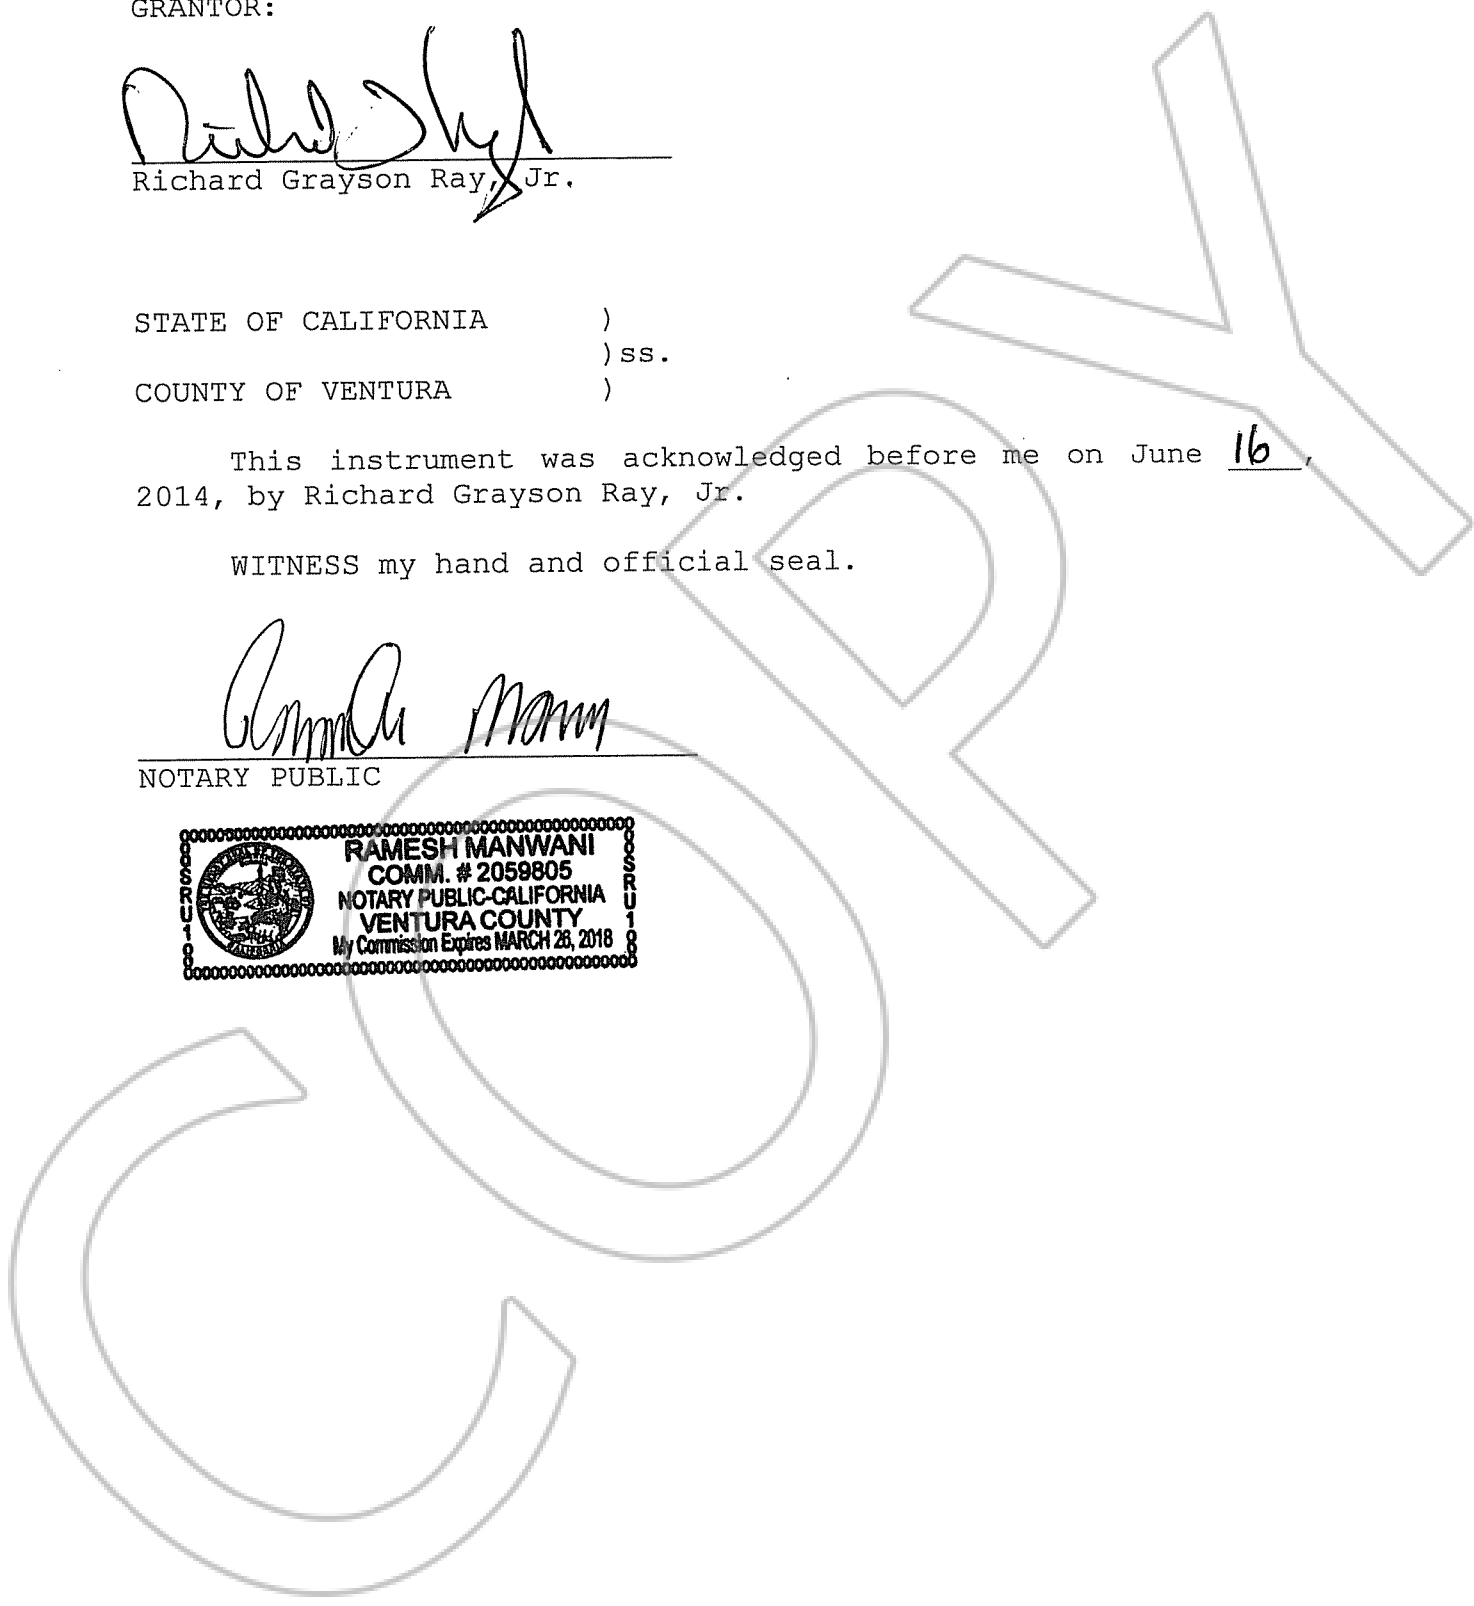 GRANTOR:
Richard Grayson Ray, Jr.
STATE OF CALIFORNIA )
)ss.
COUNTY OF VENTURA )
This instrument was acknowledged before me on June 16,
2014, by Richard Grayson Ray, Jr.
WITNESS my hand and official seal.
NOTARY PUBLIC
RAMESH MANWANI
COMM. # 2059805
NOTARY PUBLIC-CALIFORNIA
VENTURA COUNTY
My Commission Expires MARCH 26, 2018
COPY